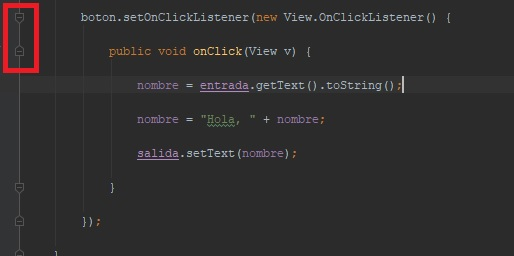 boton.setOnClickListener(new View.OnClickListener() {
public void onClick(View v) {
nombre = entrada.getText().toString();
nombre = "Hola, " + nombre;
salida.setText(nombre);
}
});
}